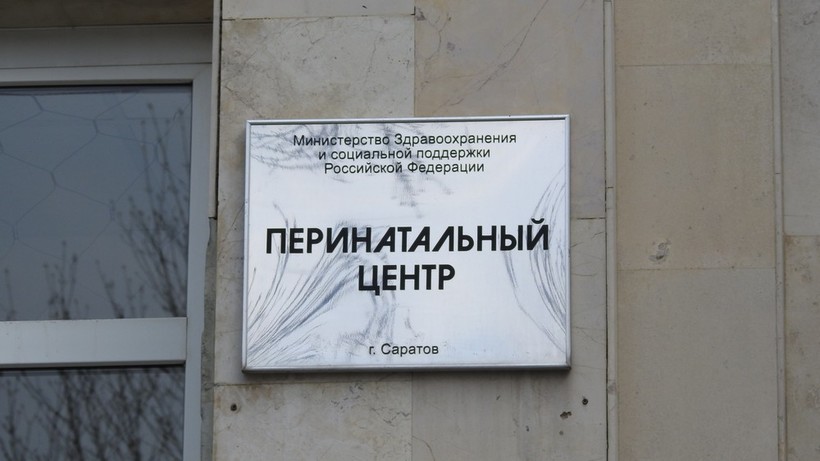 Министерство Здравоохранения
и социальной поддержки
Российской Федерации
ПЕРИНАТАЛЬНЫЙ
ЦЕНТР
г. Саратов